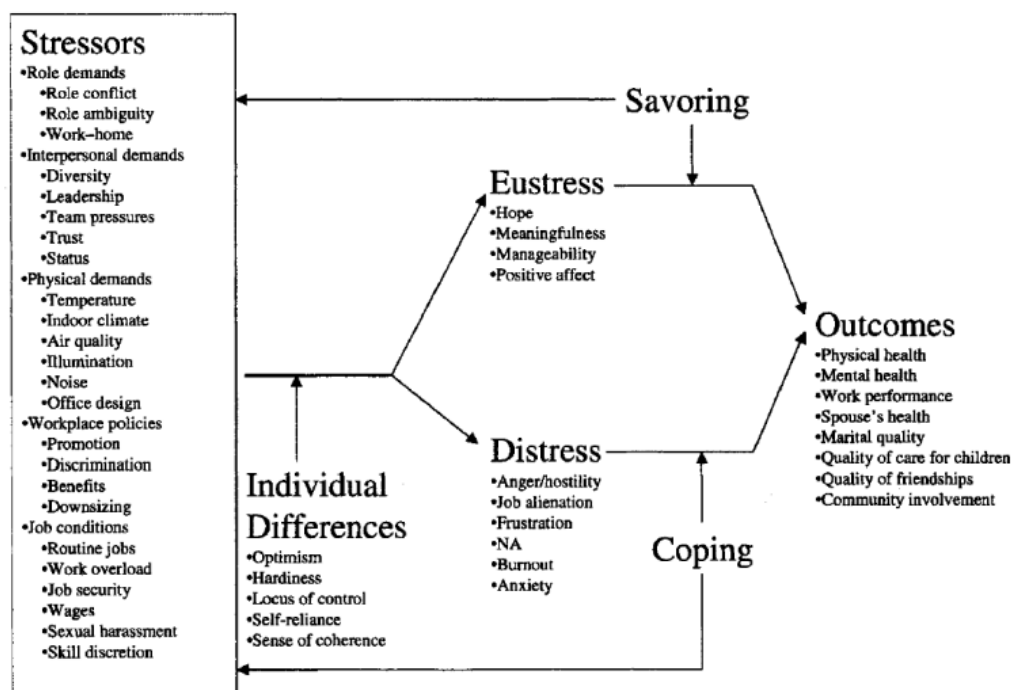 Stressors
•Role demands
•Role conflict
•Role ambiguity
•Work–home
•Interpersonal demands
•Diversity
•Leadership
•Team pressures
•Trust
•Status
•Physical demands
•Temperature
•Indoor climate
•Air quality
•Illumination
•Noise
•Office design
•Workplace policies
•Promotion
•Discrimination
•Benefits
•Downsizing
•Job conditions
•Routine jobs
•Work overload
•Job security
•Wages
•Sexual harassment
•Skill discretion
Individual
Differences
•Optimism
•Hardiness
•Locus of control
•Self-reliance
•Sense of coherence
Savoring
Eustress
•Hope
•Meaningfulness
•Manageability
•Positive affect
Distress
•Anger/hostility
•Job alienation
•Frustration
•NA
•Burnout
•Anxiety
Coping
Outcomes
•Physical health
•Mental health
•Work performance
•Spouse's health
•Marital quality
•Quality of care for children
•Quality of friendships
•Community involvement